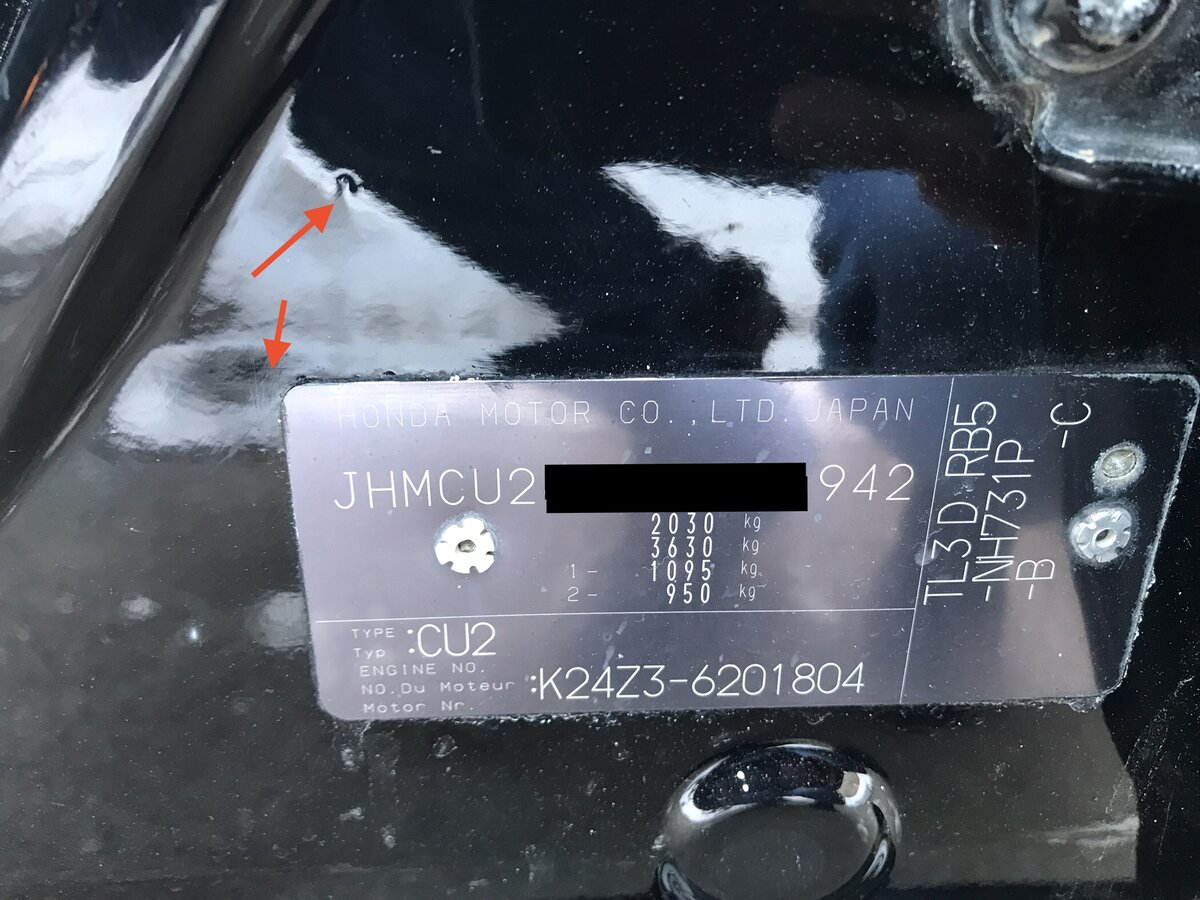 HONDA MOTOR CO.,LTD.JAPAN
JHMCU2 942
2030 kg
3630 kg
1- 1095 kg
2- 950 kg
TYPE
Typ :CU2
ENGINE NO.
NO.Du Moteur :K24Z3-6201804
Motor Nr.
TL3 D RB5
-NH731P -C
-B